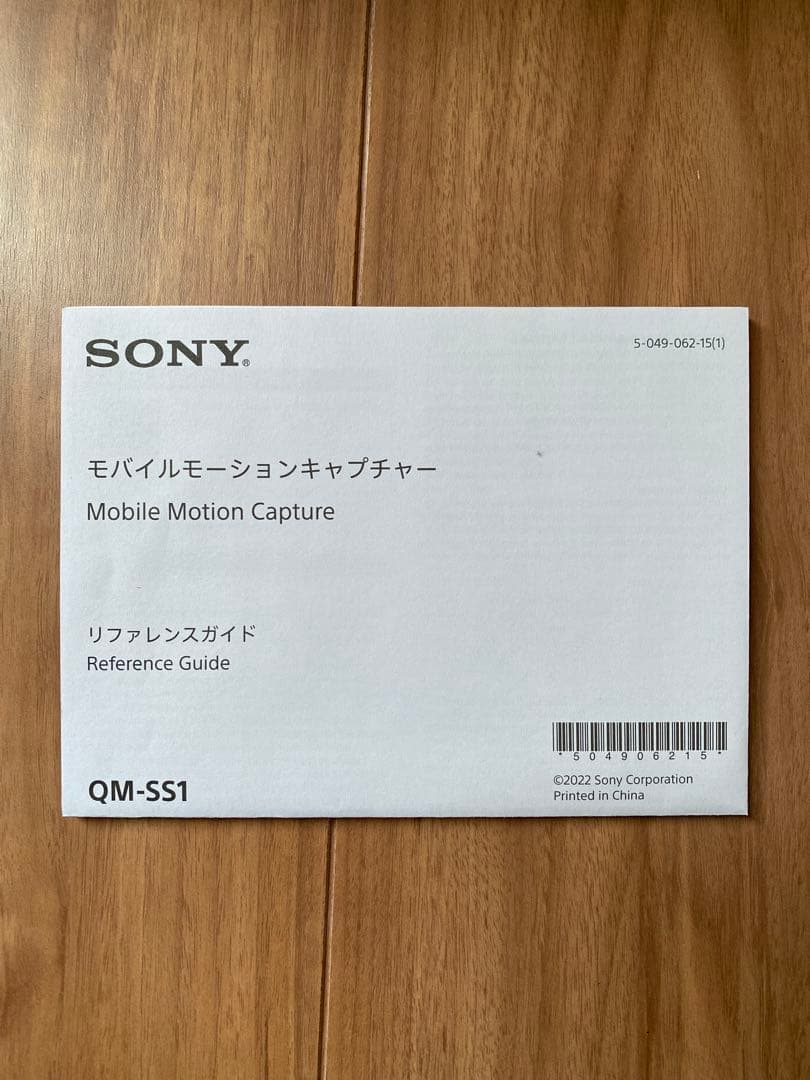 SONY®
5-049-062-15(1)
モバイルモーションキャプチャー
Mobile Motion Capture
リファレンスガイド
Reference Guide
QM-SS1
*504906215*
©2022 Sony Corporation
Printed in China